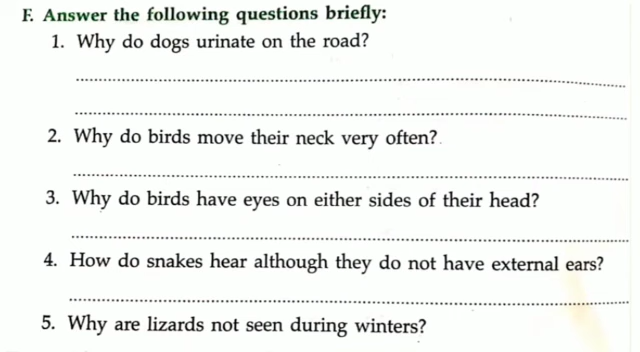 F. Answer the following questions briefly:
1. Why do dogs urinate on the road?
2. Why do birds move their neck very often?
3. Why do birds have eyes on either sides of their head?
4. How do snakes hear although they do not have external ears?
5. Why are lizards not seen during winters?